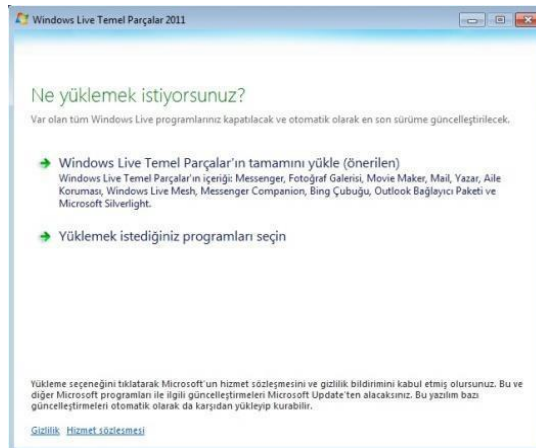 Windows Live Temel Parçalar 2011
Ne yüklemek istiyorsunuz?
Var olan tüm Windows Live programlarınız kapatılacak ve otomatik olarak en son sürüme güncelleştirilecek.
Windows Live Temel Parçalar'ın tamamını yükle (önerilen)
Windows Live Temel Parçalar'ın içeriği: Messenger, Fotoğraf Galerisi, Movie Maker, Mail, Yazar, Aile
Koruması, Windows Live Mesh, Messenger Companion, Bing Çubuğu, Outlook Bağlayıcı Paketi ve
Microsoft Silverlight.
Yüklemek istediğiniz programları seçin
Yükleme seçeneğini tıklatarak Microsoft'un hizmet sözleşmesini ve gizlilik bildirimini kabul etmiş olursunuz. Bu ve
diğer Microsoft programları ile ilgili güncelleştirmeleri Microsoft Update'ten alacaksınız. Bu yazılım bazı
güncelleştirmeleri otomatik olarak da karşıdan yükleyip kurabilir.
Gizlilik Hizmet sözleşmesi